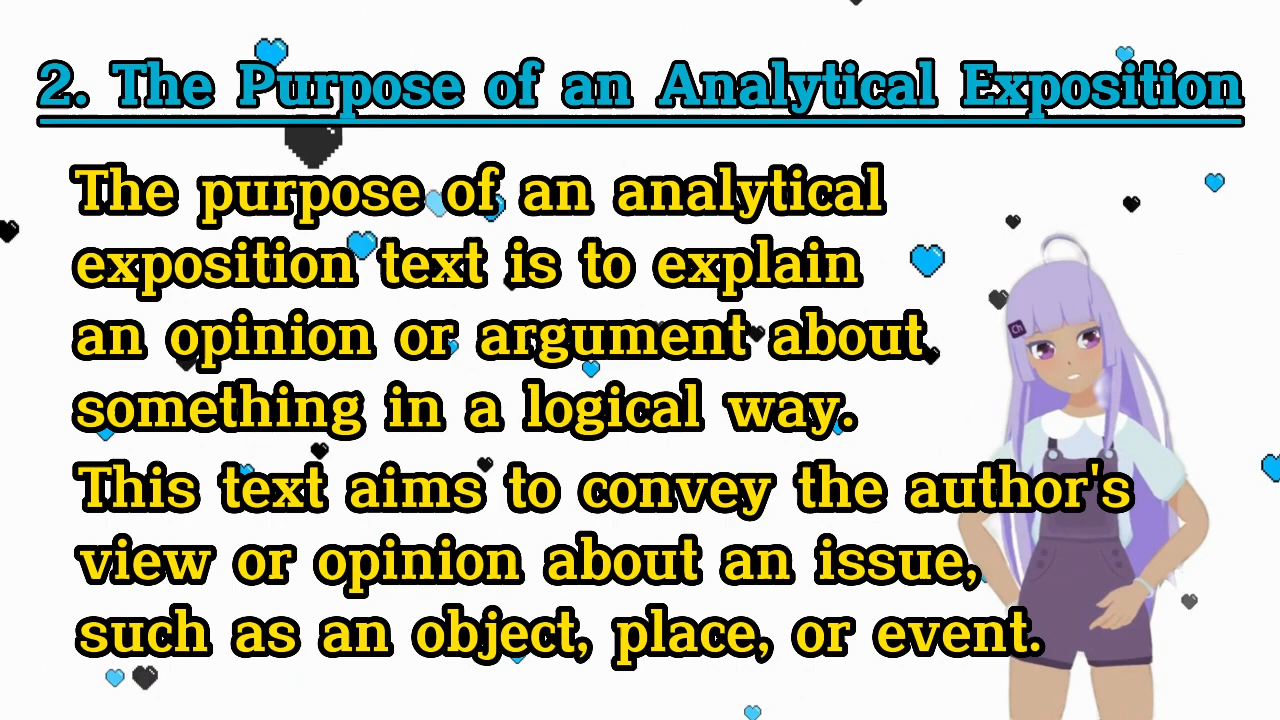 2. The Purpose of an Analytical Exposition
The purpose of an analytical
exposition text is to explain
an opinion or argument about
something in a logical way.
This text aims to convey the author's
view or opinion about an issue,
such as an object, place, or event.
Ch